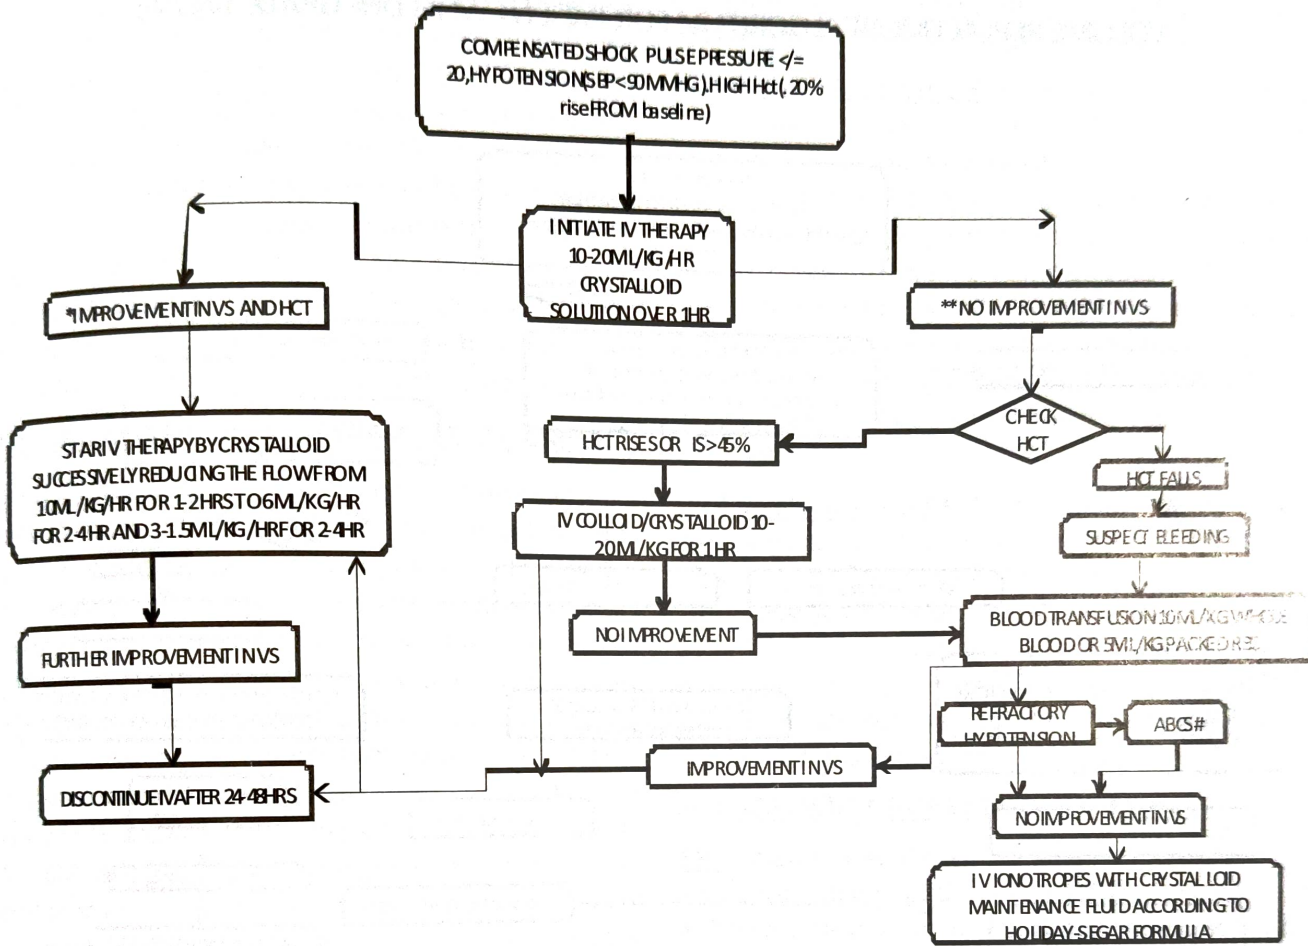 COMPENSATED SHOCK PULSE PRESSURE </=
20, HYPOTENSION(SBP<90MMHG).HIGH Hct(. 20%
rise FROM baseline)
INITIATE IV THERAPY
10-20ML/KG/HR
CRYSTALLOID
SOLUTION OVER 1HR
*IMPROVEMENT IN VS AND HCT
**NO IMPROVEMENT IN VS
CHECK
HCT
HCT RISES OR IS >45%
HCT FALLS
START IV THERAPY BY CRYSTALLOID
SUCCESSIVELY REDUCING THE FLOW FROM
10ML/KG/HR FOR 1-2HRS TO 6ML/KG/HR
FOR 2-4HR AND 3-1.5ML/KG/HR FOR 2-4HR
IV COLLOID/CRYSTALLOID 10-
20ML/KG FOR 1HR
SUSPECT BLEEDING
NO IMPROVEMENT
BLOOD TRANSFUSION 10ML/KG WHOLE
BLOOD OR 5ML/KG PACKED RBC
FURTHER IMPROVEMENT IN VS
REFRACTORY
HYPOTENSION
ABCS#
IMPROVEMENT IN VS
DISCONTINUE IV AFTER 24-48HRS
NO IMPROVEMENT IN VS
IV IONOTROPES WITH CRYSTALLOID
MAINTENANCE FLUID ACCORDING TO
HOLIDAY-SEGAR FORMULA